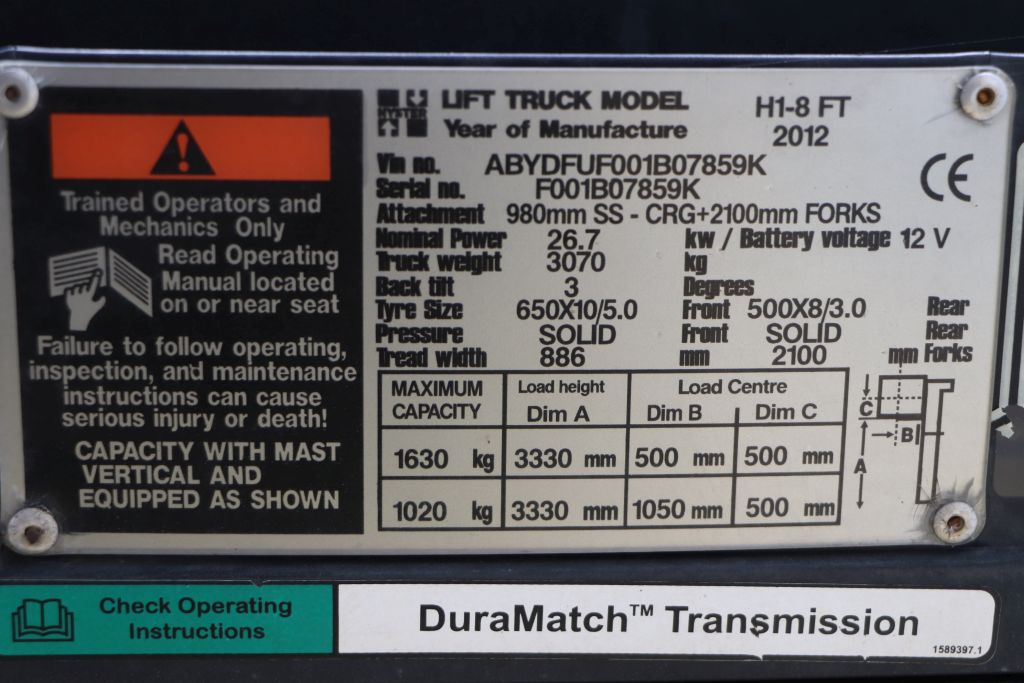 Trained Operators and
Mechanics Only
Read Operating
Manual located
on or near seat
Failure to follow operating,
inspection, and maintenance
instructions can cause
serious injury or death!
CAPACITY WITH MAST
VERTICAL AND
EQUIPPED AS SHOWN
HYSTER
LIFT TRUCK MODEL H1-8 FT
Year of Manufacture 2012
Vin no. ABYDFUF001B07859K
Serial no. F001B07859K
CE
Attachment 980mm SS - CRG+2100mm FORKS
Nominal Power 26.7 kw / Battery voltage 12 V
Truck weight 3070 kg
Back tilt 3 Degrees
Tyre Size 650X10/5.0 Front 500X8/3.0 Rear
Pressure SOLID Front SOLID Rear
Tread width 886 mm 2100 mm Forks
MAXIMUM CAPACITY Load height Dim A Load Centre Dim B Dim C
1630 kg 3330 mm 500 mm 500 mm
1020 kg 3330 mm 1050 mm 500 mm
C
B
A
Check Operating
Instructions
DuraMatch™ Transmission
1589397.1